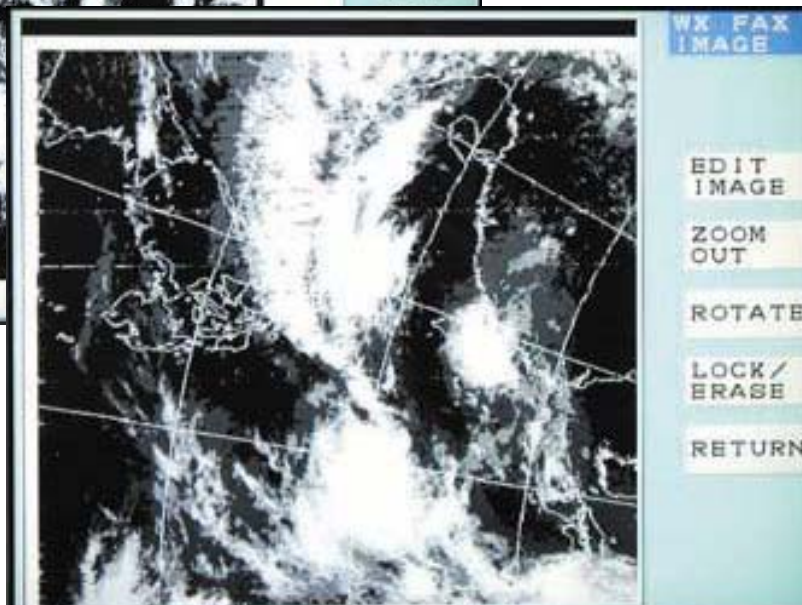 WX FAX
IMAGE
EDIT
IMAGE
ZOOM
OUT
ROTATE
LOCK/
ERASE
RETURN